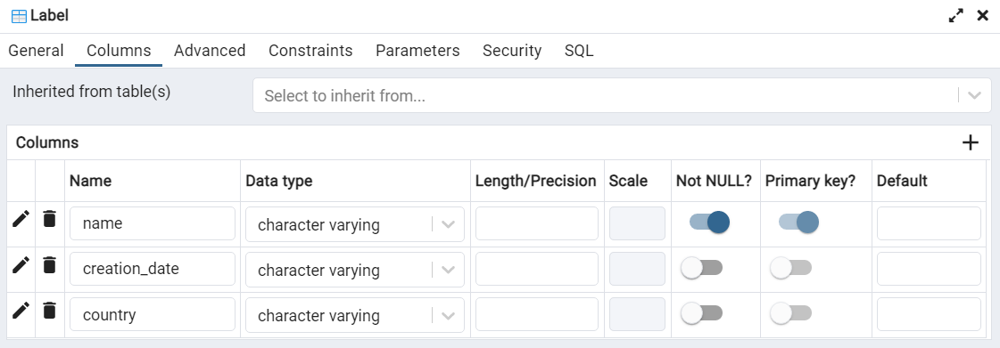 Label
General Columns Advanced Constraints Parameters Security SQL
Inherited from table(s) Select to inherit from...
Columns
Name Data type Length/Precision Scale Not NULL? Primary key? Default
name character varying
creation_date character varying
country character varying